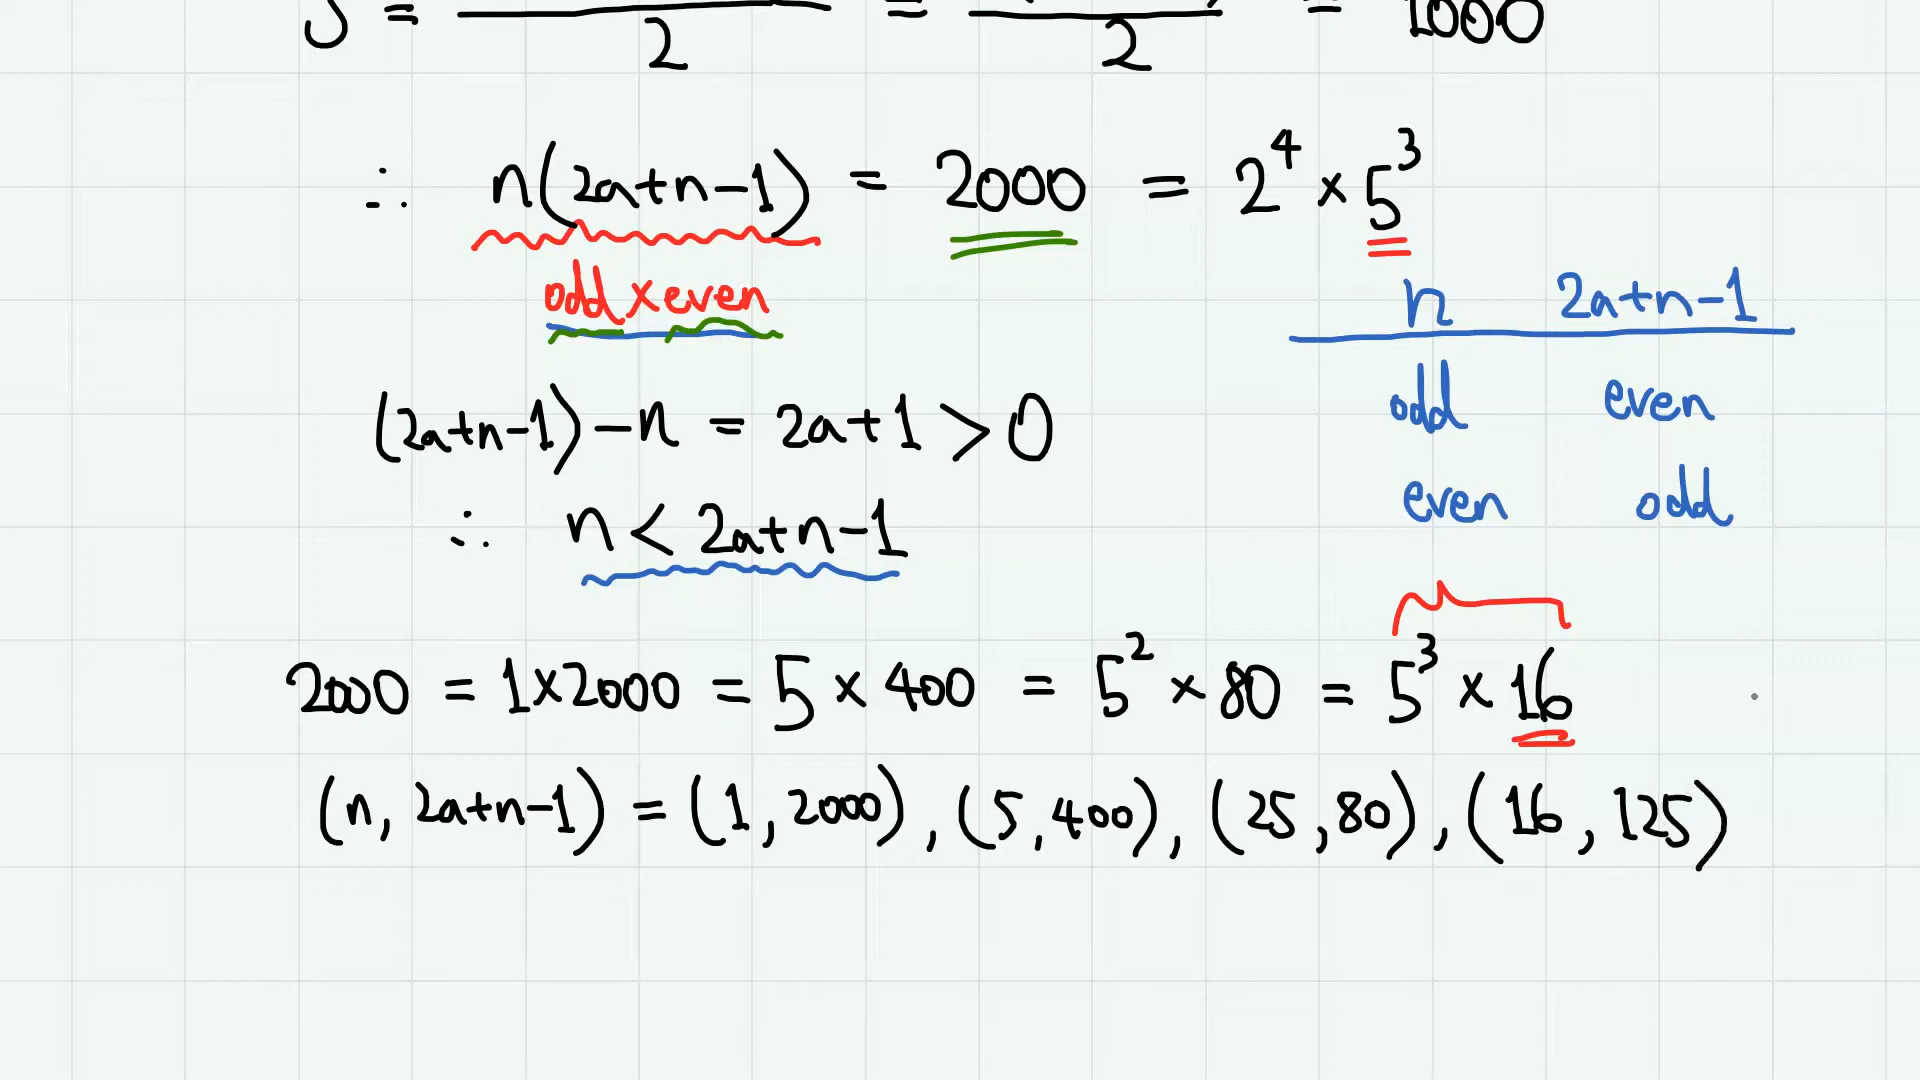 S = ‾2 = ‾2 = 1000
∴ n(2a+n−1) = 2000 = 2⁴ × 5³
odd × even
n 2a+n−1
odd even
(2a+n−1)−n = 2a+1 > 0
even odd
∴ n < 2a+n−1
2000 = 1×2000 = 5 × 400 = 5² × 80 = 5³ × 16
(n, 2a+n−1) = (1, 2000), (5, 400), (25, 80), (16, 125)